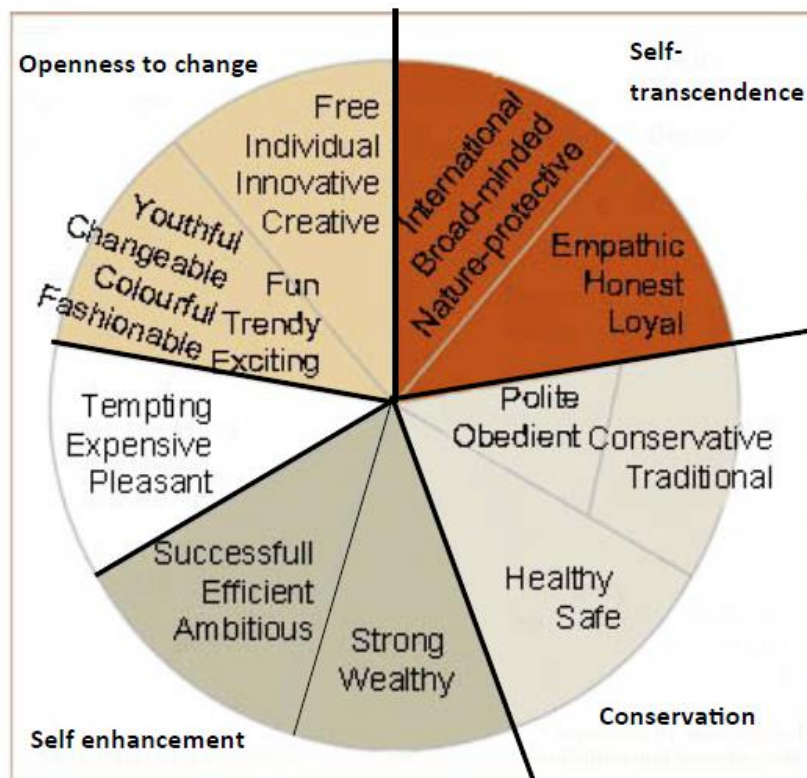 Openness to change
Self-
transcendence
Free
Individual
Innovative
Creative
Youthful
Changeable
Colourful
Fashionable
Fun
Trendy
Exciting
International
Broad-minded
Nature-protective
Empathic
Honest
Loyal
Tempting
Expensive
Pleasant
Polite
Obedient
Conservative
Traditional
Successfull
Efficient
Ambitious
Strong
Wealthy
Healthy
Safe
Self enhancement
Conservation